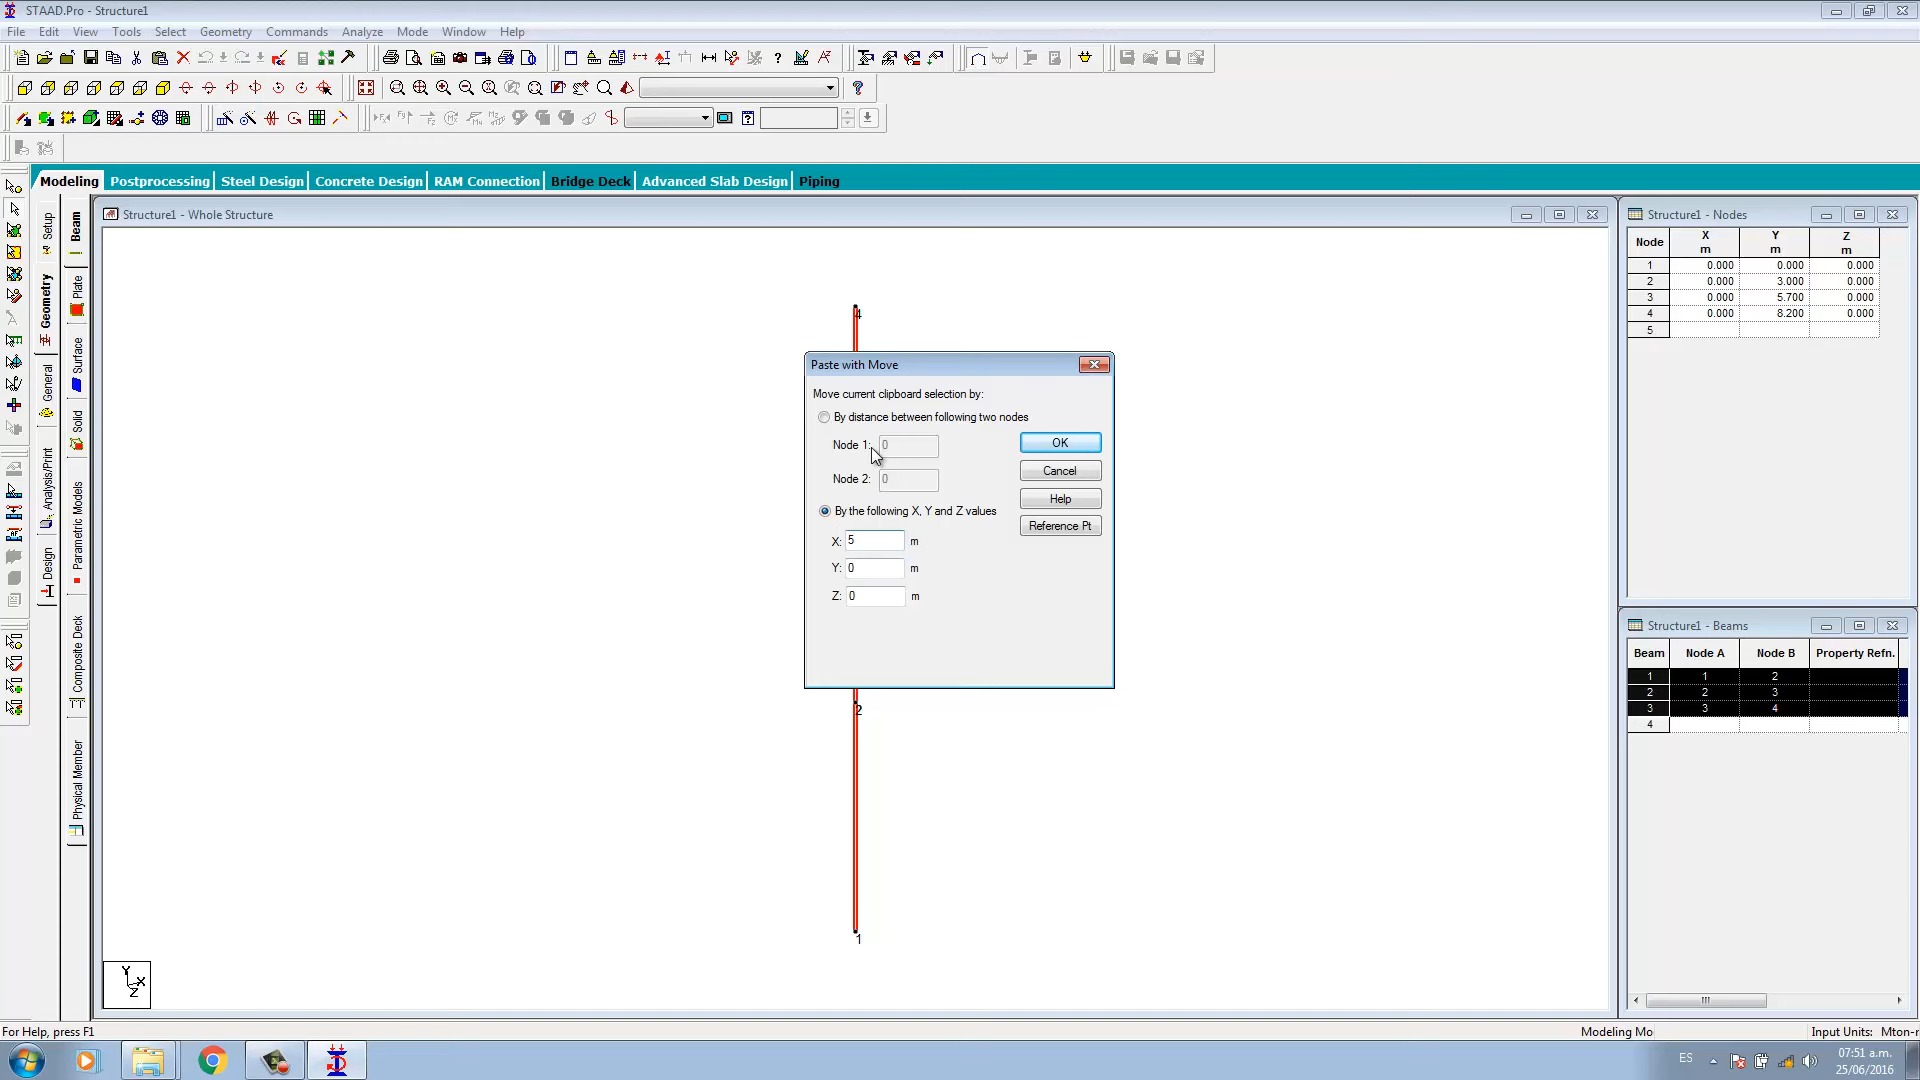 STAAD.Pro - Structure1
File Edit View Tools Select Geometry Commands Analyze Mode Window Help
Modeling Postprocessing Steel Design Concrete Design RAM Connection Bridge Deck Advanced Slab Design Piping
Setup
Geometry
General
Analysis/Print
Design
Beam
Plate
Surface
Solid
Parametric Models
Composite Deck
Physical Member
Structure1 - Whole Structure
4
2
1
Y
X
Z
Paste with Move
Move current clipboard selection by:
By distance between following two nodes
Node 1: 0
Node 2: 0
By the following X, Y and Z values
X: 5 m
Y: 0 m
Z: 0 m
OK
Cancel
Help
Reference Pt
Structure1 - Nodes
Node X m Y m Z m
1 0.000 0.000 0.000
2 0.000 3.000 0.000
3 0.000 5.700 0.000
4 0.000 8.200 0.000
5
Structure1 - Beams
Beam Node A Node B Property Refn.
1 1 2
2 2 3
3 3 4
4
For Help, press F1
Modeling Mo
Input Units: Mton-r
ES
07:51 a.m.
25/06/2016